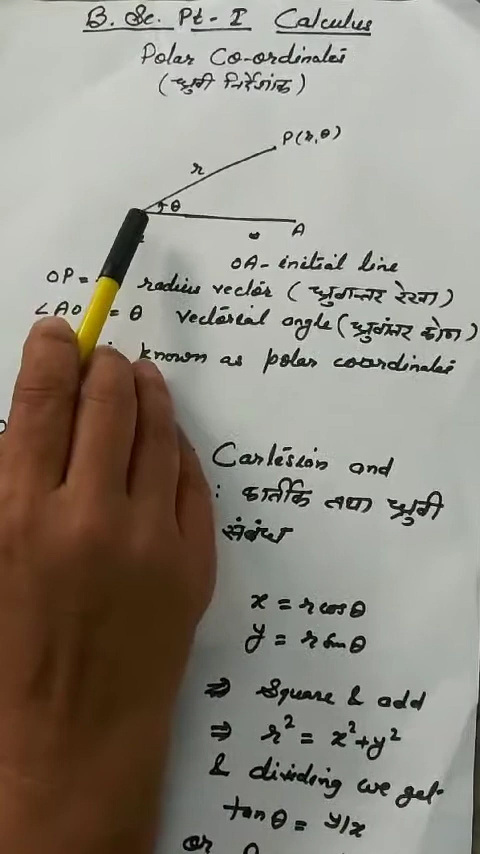 B. Sc. Pt - I Calculus
Polar Co-ordinates
(ध्रुवी निर्देशांक)
P(r,θ)
r
θ
A
OA - initial line
OP = radius vector (ध्रुवान्तर रेखा)
∠AO = θ vectorial angle (ध्रुवांतर कोण)
known as polar coordinates
Cartesian and
: कार्तीक तथा ध्रुवी
संबंध
x = r cos θ
y = r sin θ
⇒ Square & add
⇒ r² = x² + y²
& dividing we get
tan θ = y/x
or